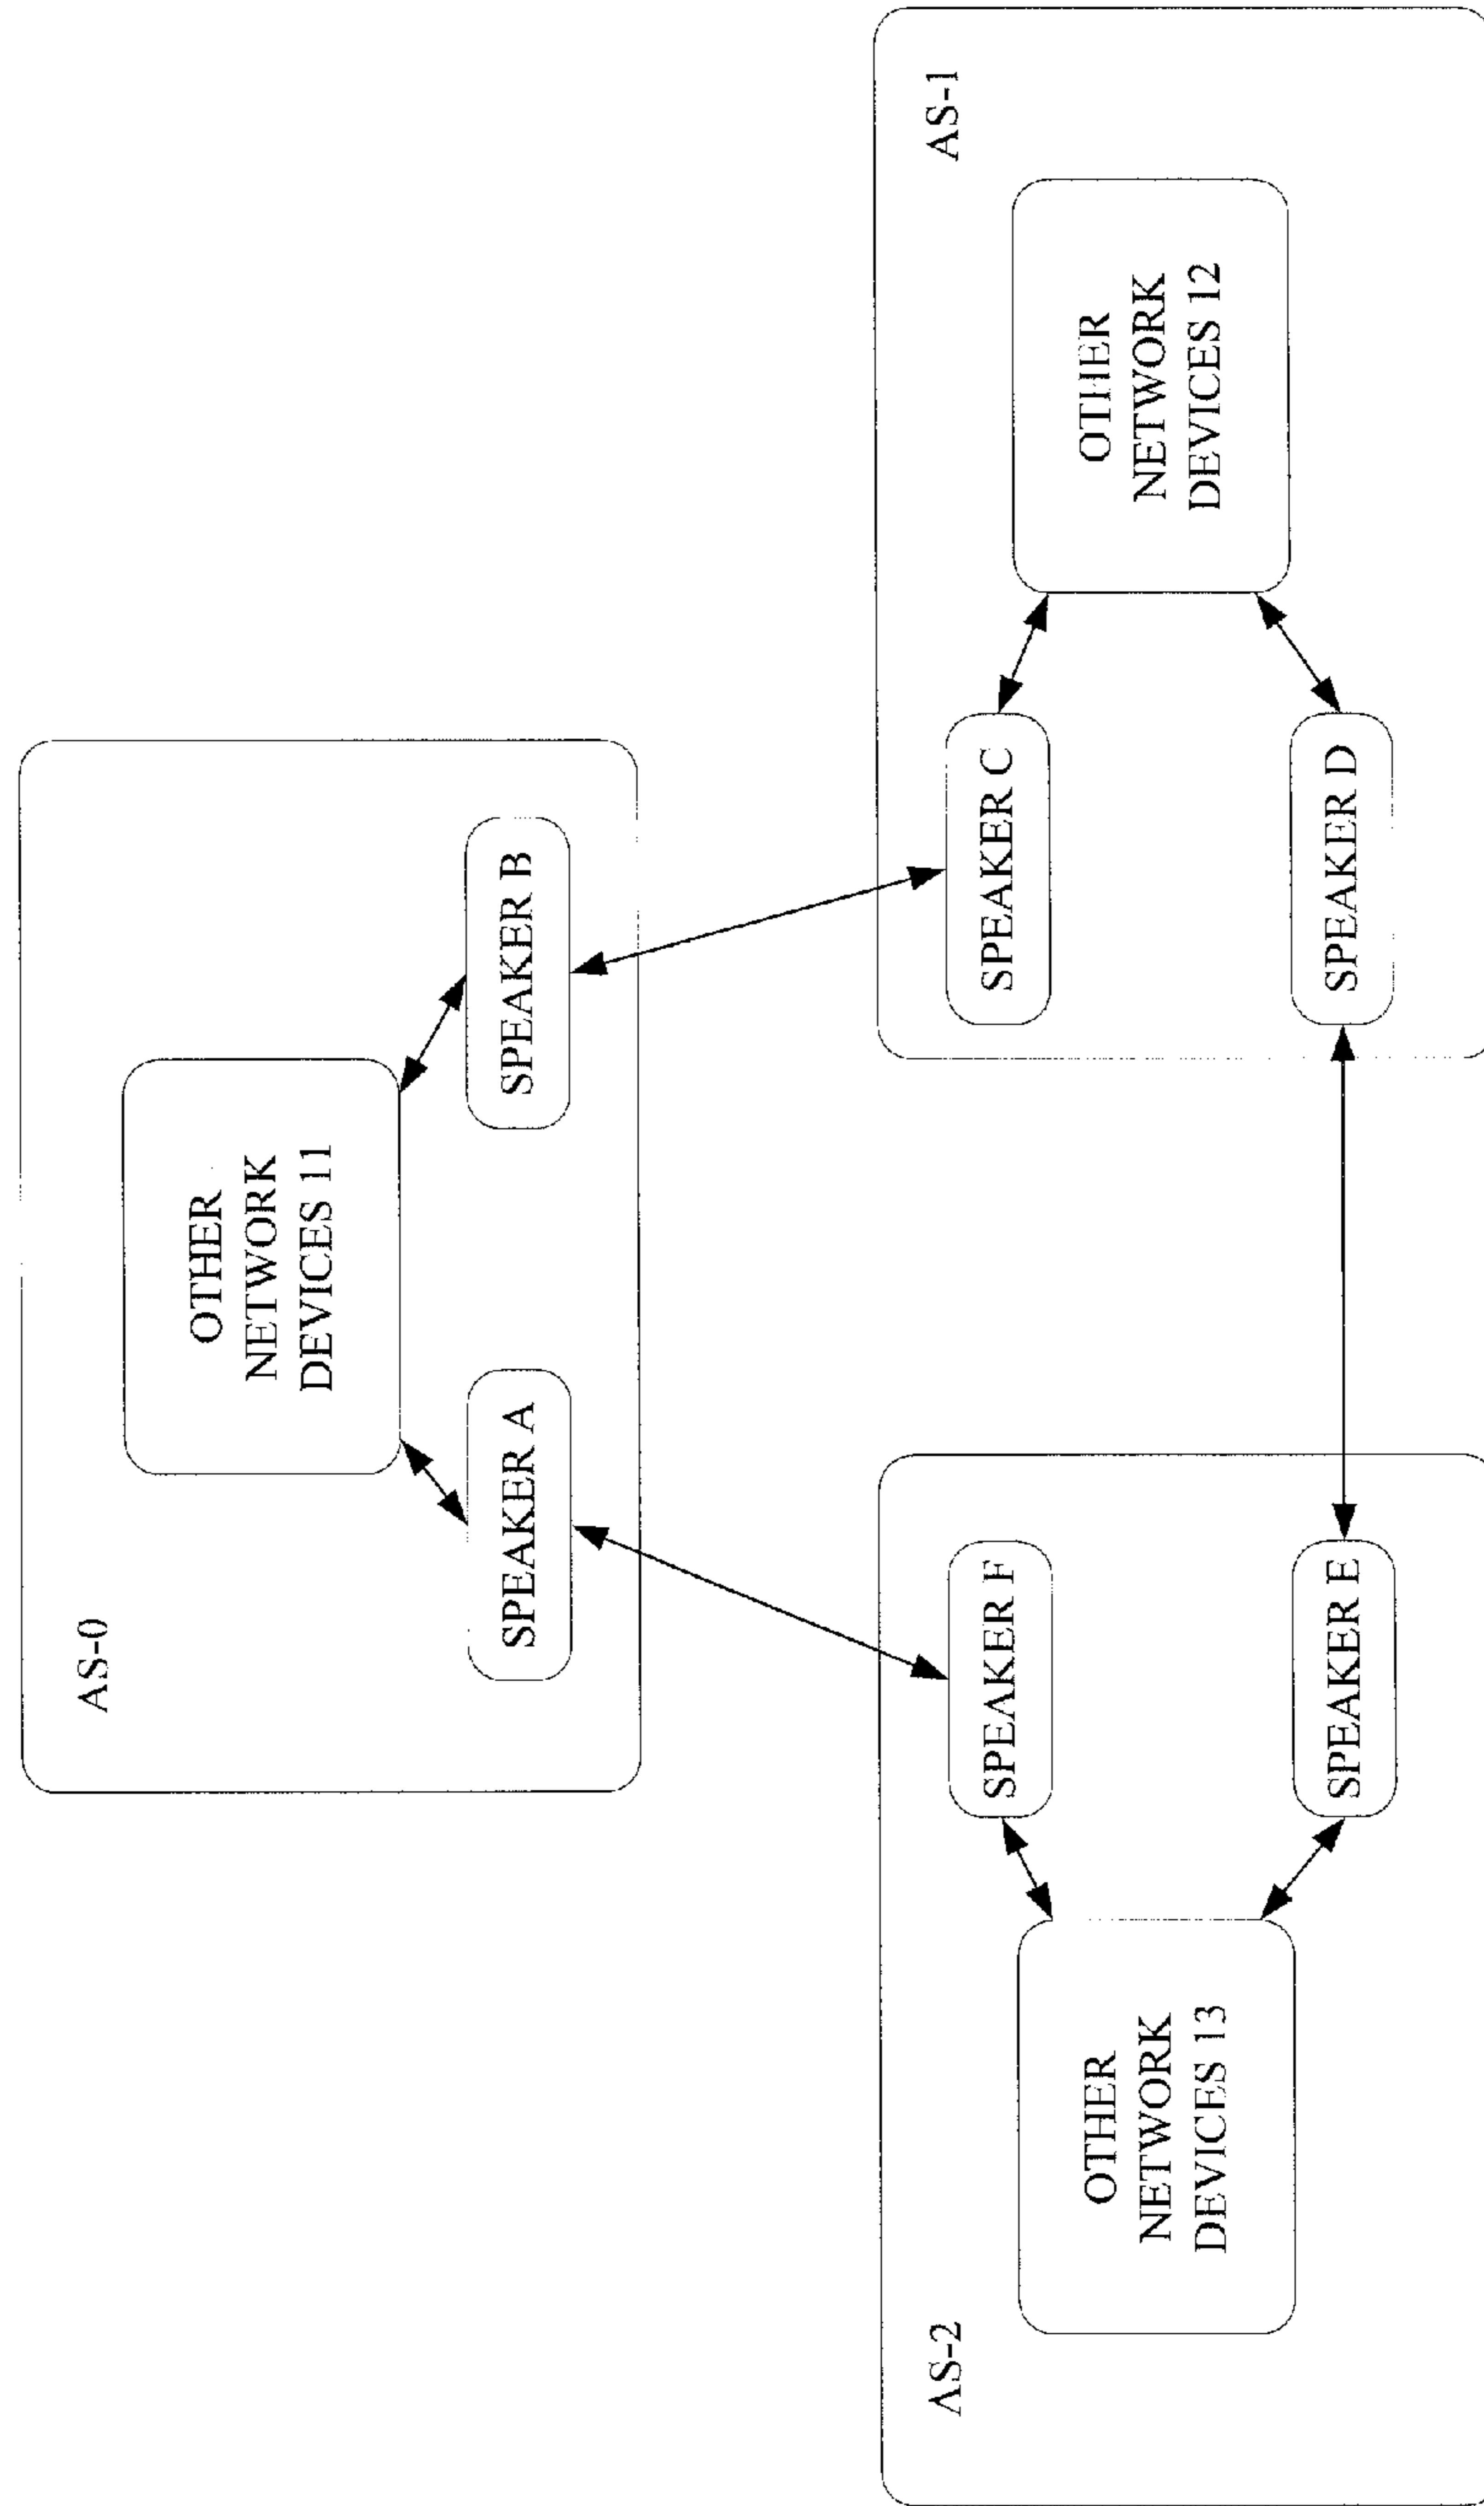 AS-0
OTHER
NETWORK
DEVICES 11
SPEAKER A
SPEAKER B
AS-2
OTHER
NETWORK
DEVICES 13
SPEAKER F
SPEAKER E
AS-1
SPEAKER C
SPEAKER D
OTHER
NETWORK
DEVICES 12